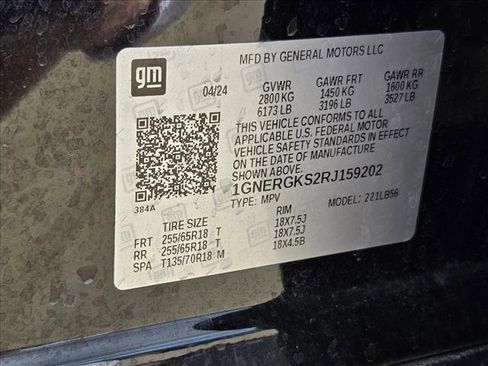 MFD BY GENERAL MOTORS LLC
gm
04/24 GVWR GAWR FRT GAWR RR
2800 KG 1450 KG 1600 KG
6173 LB 3196 LB 3527 LB
THIS VEHICLE CONFORMS TO ALL
APPLICABLE U.S. FEDERAL MOTOR
VEHICLE SAFETY STANDARDS IN EFFECT
ON THE DATE OF MANUFACTURE
SHOWN ABOVE.
1GNERGKS2RJ159202
TYPE: MPV MODEL: 221LB56
384A
TIRE SIZE RIM
FRT 255/65R18 T 18X7.5J
RR 255/65R18 T 18X7.5J
SPA T135/70R18 M 18X4.5B